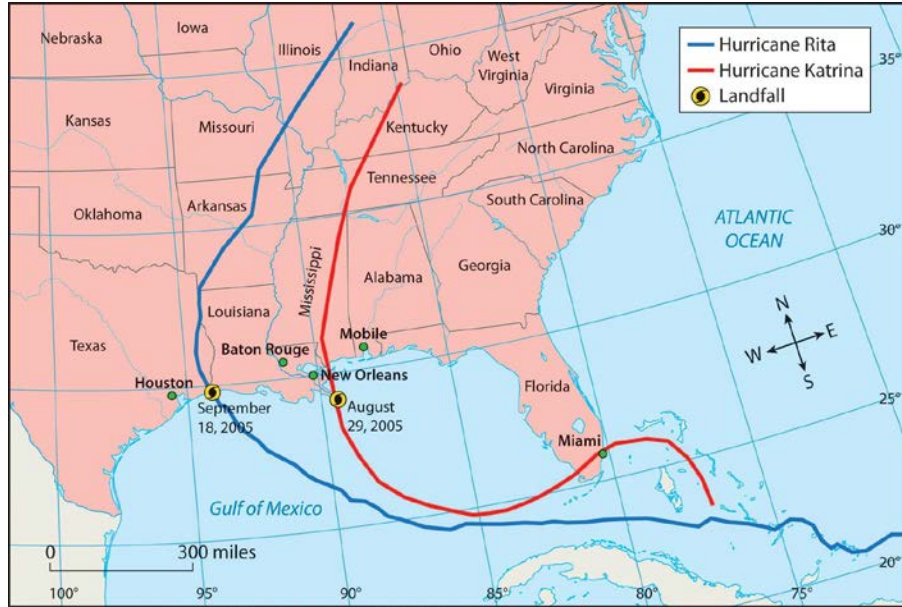 Nebraska
Iowa
Illinois
Indiana
Ohio
West
Virginia
Virginia
Hurricane Rita
Hurricane Katrina
Landfall
35°
Kansas
Missouri
Kentucky
North Carolina
Tennessee
South Carolina
Oklahoma
Arkansas
ATLANTIC
OCEAN
30°
Mississippi
Alabama
Georgia
Louisiana
Texas
Baton Rouge
Mobile
New Orleans
Houston
September
18, 2005
August
29, 2005
Florida
Miami
N
W
E
S
25°
Gulf of Mexico
0
300 miles
20°
100°
95°
90°
85°
80°
75°